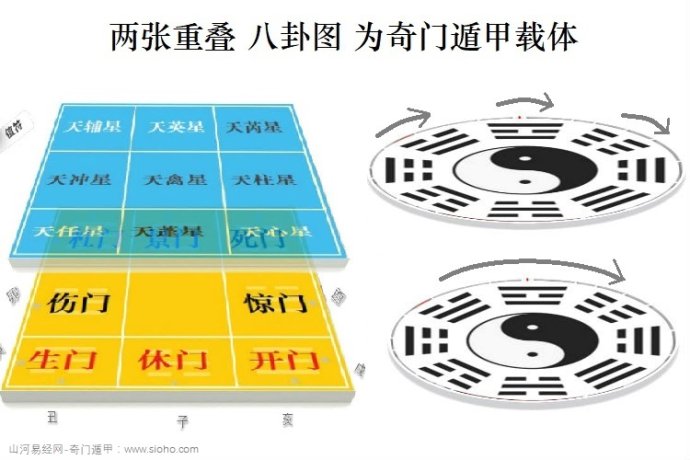 两张重叠 八卦图 为奇门遁甲载体
值符
天辅星 天英星 天芮星
天冲星 天离星 天柱星
天任星 天蓬星 天心星
杜门 景门 死门
伤门 惊门
生门 休门 开门
丑 子 亥
山河易经网-奇门遁甲：www.sioho.com